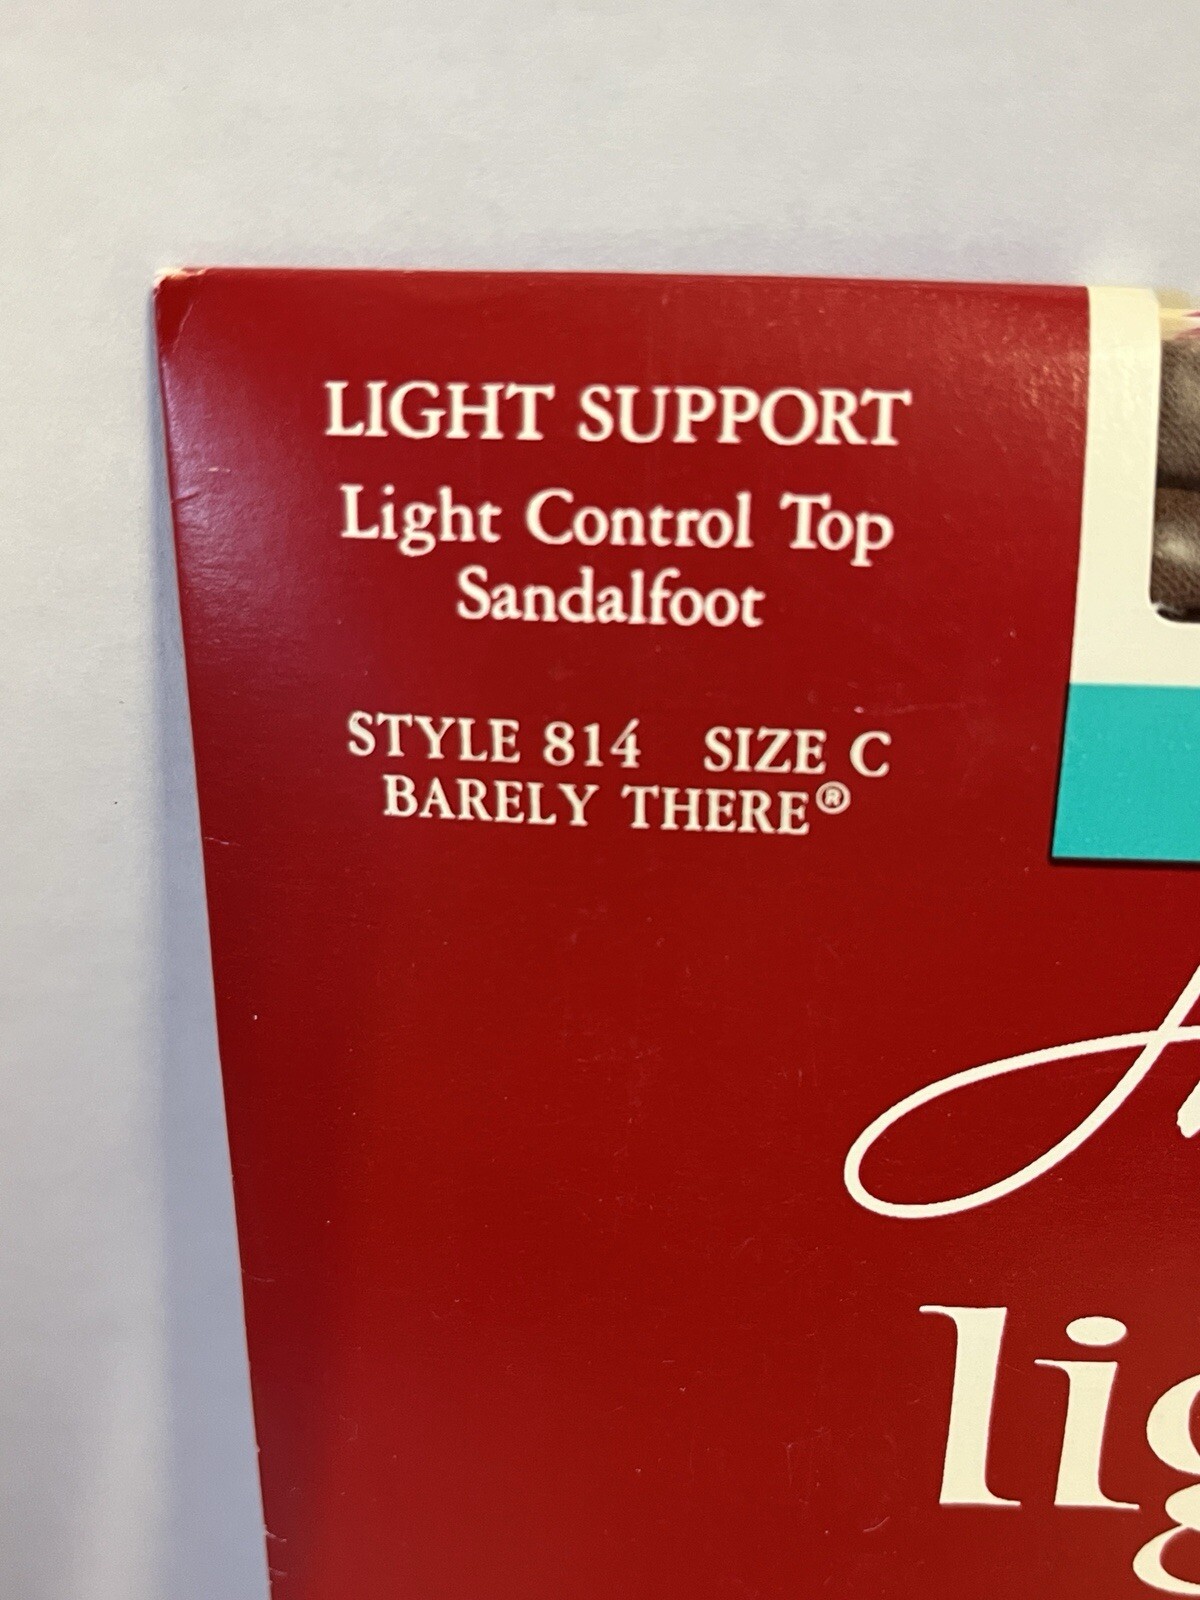 LIGHT SUPPORT
Light Control Top
Sandalfoot
STYLE 814 SIZE C
BARELY THERE®